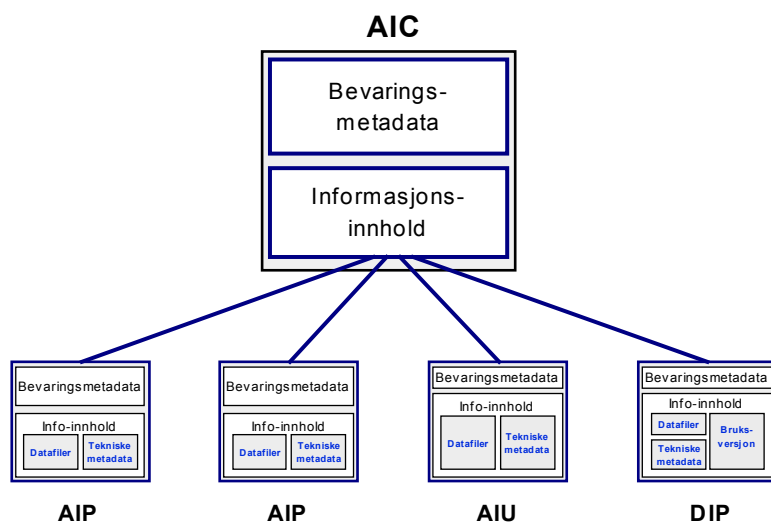 AIC
Bevarings-
metadata
Informasjons-
innhold
Bevaringsmetadata
Info-innhold
Datafiler
Tekniske
metadata
AIP
Bevaringsmetadata
Info-innhold
Datafiler
Tekniske
metadata
AIP
Bevaringsmetadata
Info-innhold
Datafiler
Tekniske
metadata
AIU
Bevaringsmetadata
Info-innhold
Datafiler
Tekniske
metadata
Bruks-
versjon
DIP